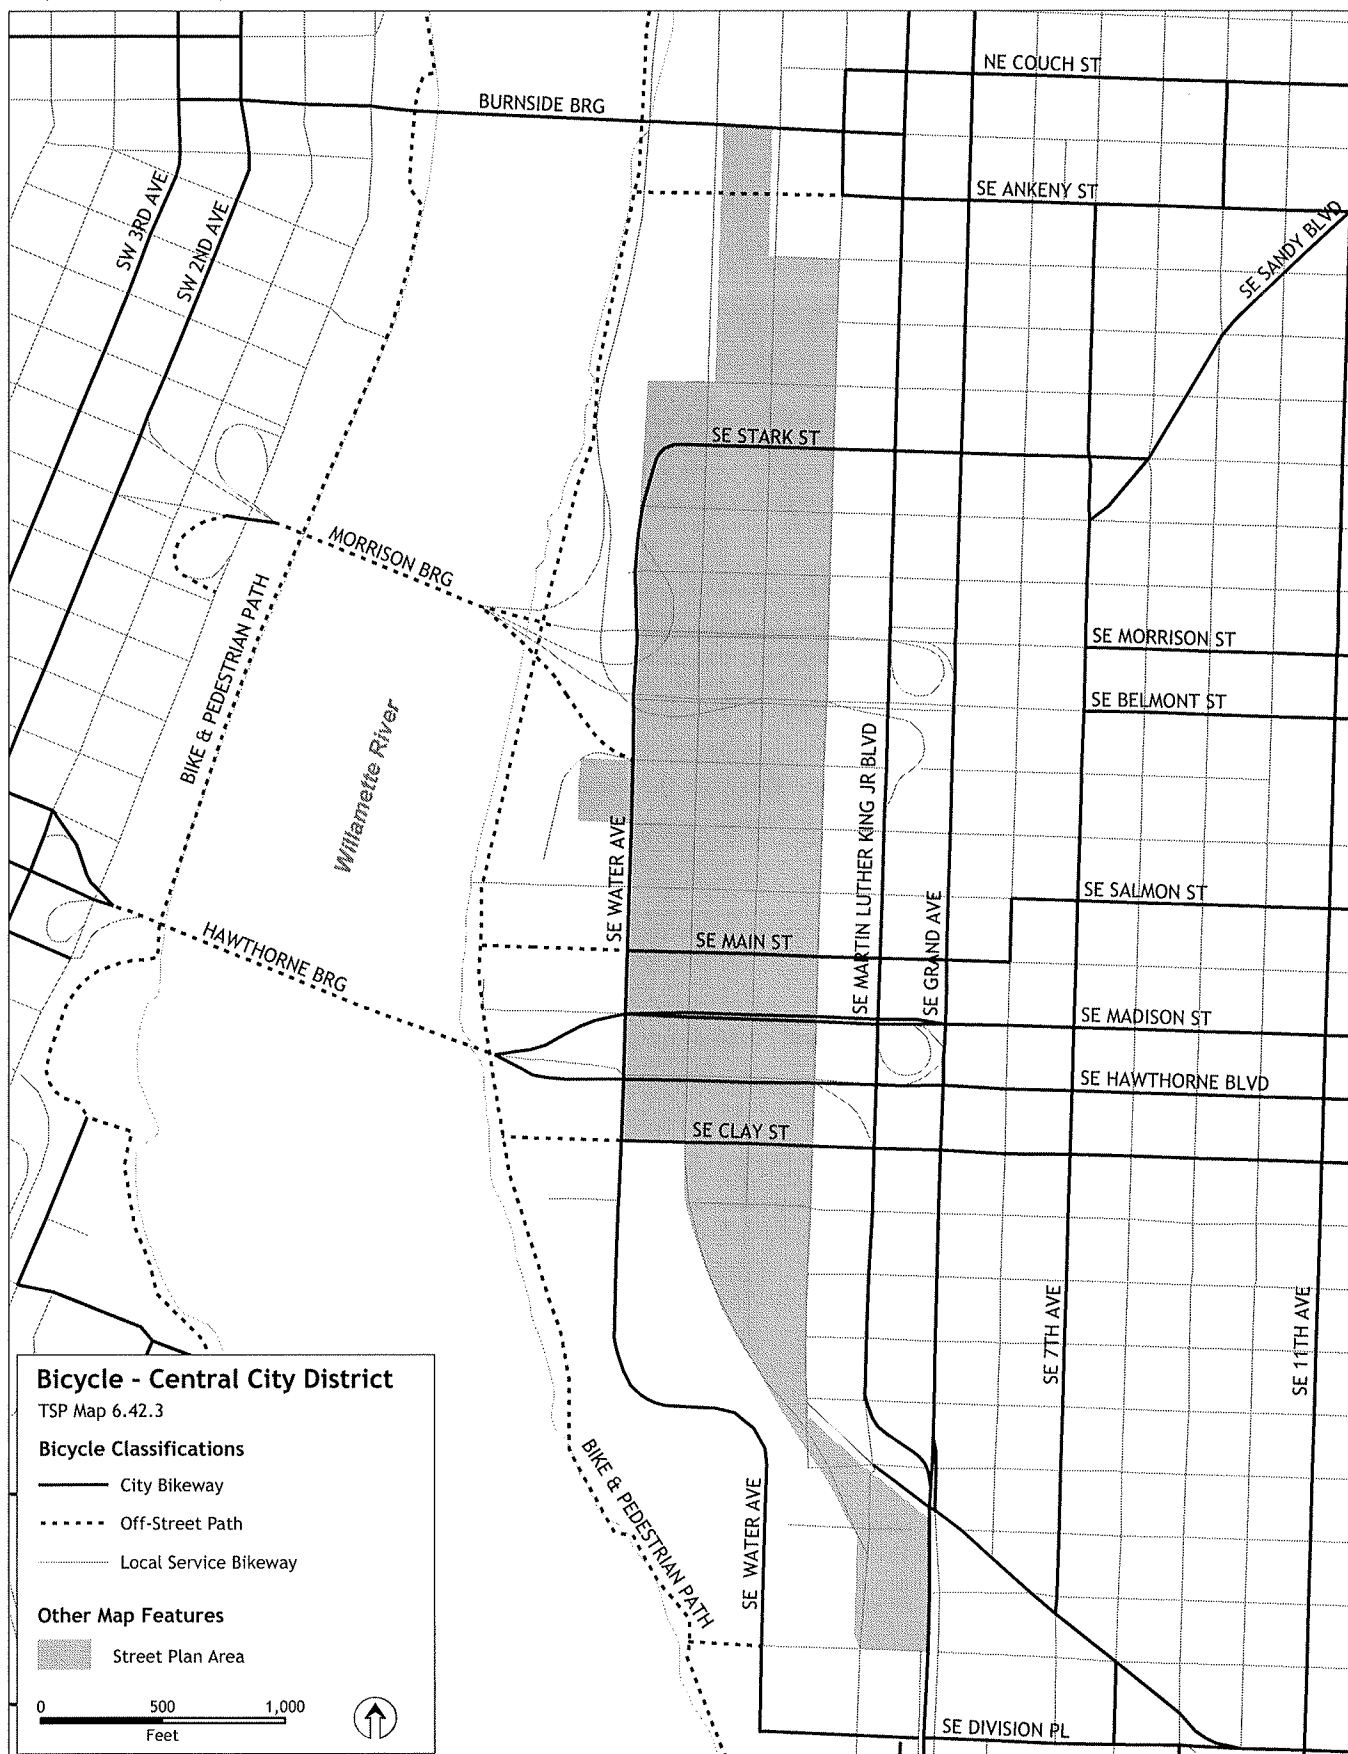 NE COUCH ST
BURNSIDE BRG
SE ANKENY ST
SW 3RD AVE
SW 2ND AVE
SE SANDY BLVD
SE STARK ST
MORRISON BRG
BIKE & PEDESTRIAN PATH
SE MORRISON ST
SE BELMONT ST
Willamette River
SE WATER AVE
SE MARTIN LUTHER KING JR BLVD
SE GRAND AVE
SE SALMON ST
HAWTHORNE BRG
SE MAIN ST
SE MADISON ST
SE HAWTHORNE BLVD
SE CLAY ST
SE 7TH AVE
SE 11TH AVE
BIKE & PEDESTRIAN PATH
SE WATER AVE
SE DIVISION PL
Bicycle - Central City District
TSP Map 6.42.3
Bicycle Classifications
City Bikeway
Off-Street Path
Local Service Bikeway
Other Map Features
Street Plan Area
0 500 1,000
Feet